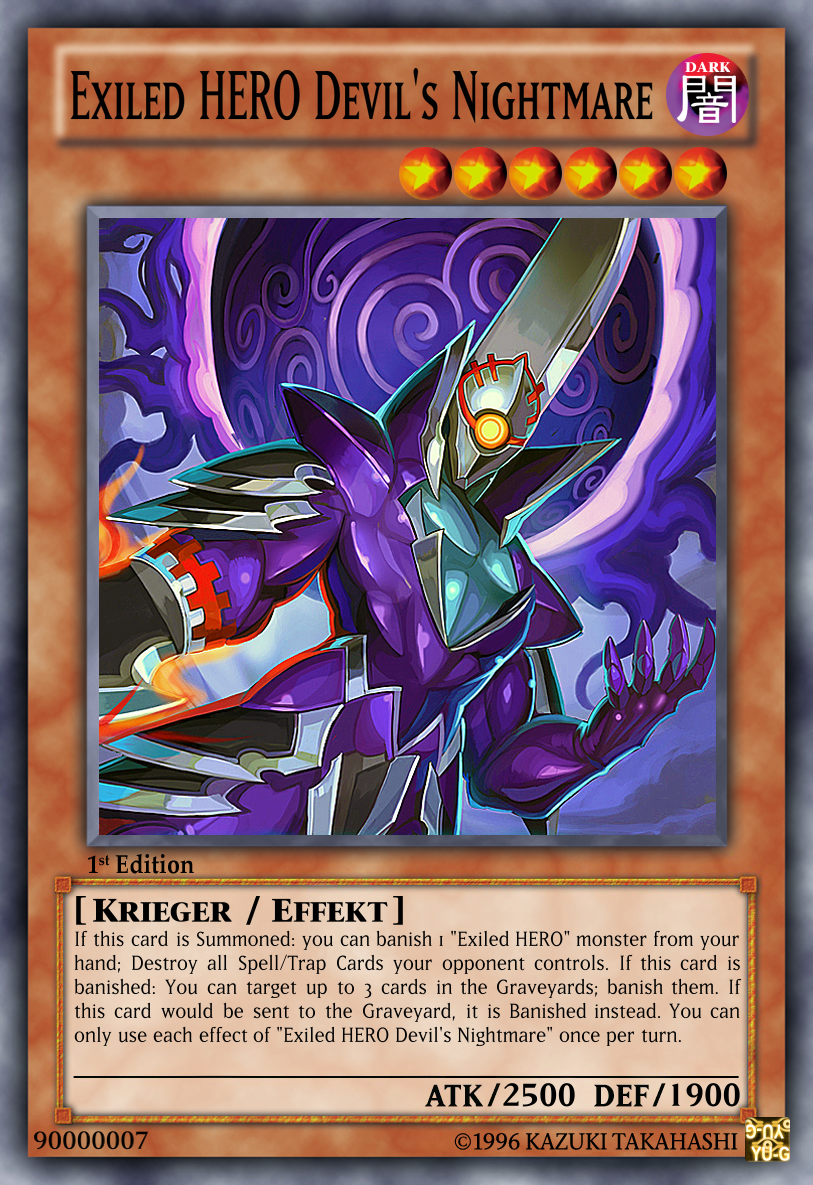 Exiled HERO Devil's Nightmare
DARK
闇
1st Edition
[ Krieger / Effekt ]
If this card is Summoned: you can banish 1 "Exiled HERO" monster from your
hand; Destroy all Spell/Trap Cards your opponent controls. If this card is
banished: You can target up to 3 cards in the Graveyards; banish them. If
this card would be sent to the Graveyard, it is Banished instead. You can
only use each effect of "Exiled HERO Devil's Nightmare" once per turn.
ATK/2500 DEF/1900
90000007
©1996 KAZUKI TAKAHASHI